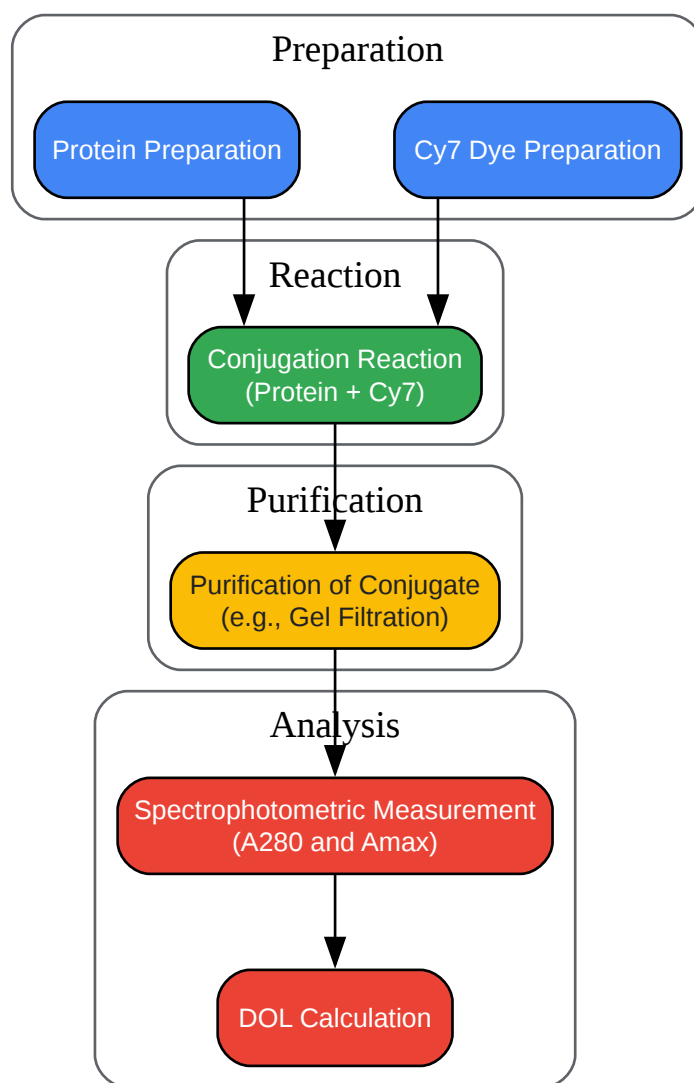 Preparation
Protein Preparation
Cy7 Dye Preparation
Reaction
Conjugation Reaction
(Protein + Cy7)
Purification
Purification of Conjugate
(e.g., Gel Filtration)
Analysis
Spectrophotometric Measurement
(A280 and Amax)
DOL Calculation